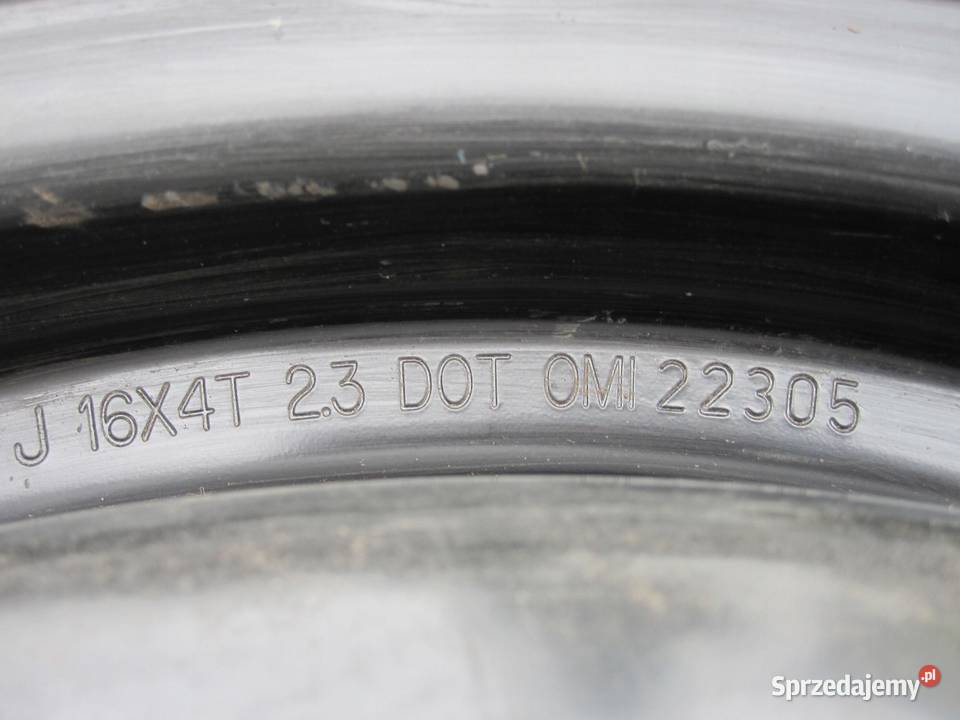 J 16X4T 2.3 DOT OMI 22305
Sprzedajemy.pl